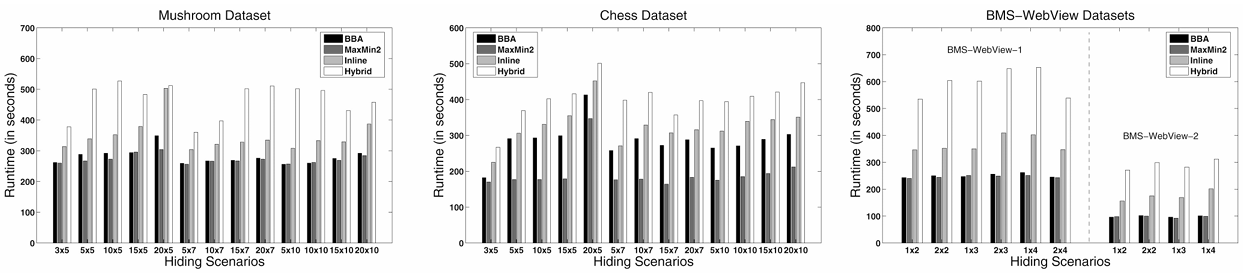 Mushroom Dataset
Runtime (in seconds)
700
600
500
400
300
200
100
0
BBA
MaxMin2
Inline
Hybrid
3x5 5x5 10x5 15x5 20x5 5x7 10x7 15x7 20x7 5x10 10x10 15x10 20x10
Hiding Scenarios
Chess Dataset
Runtime (in seconds)
600
500
400
300
200
100
0
BBA
MaxMin2
Inline
Hybrid
3x5 5x5 10x5 15x5 20x5 5x7 10x7 15x7 20x7 5x10 10x10 15x10 20x10
Hiding Scenarios
BMS−WebView Datasets
Runtime (in seconds)
800
700
600
500
400
300
200
100
0
BMS−WebView−1
BBA
MaxMin2
Inline
Hybrid
BMS−WebView−2
1x2 2x2 1x3 2x3 1x4 2x4 1x2 2x2 1x3 1x4
Hiding Scenarios